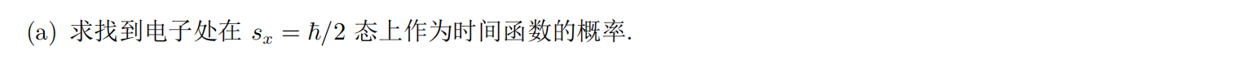 (a) 求找到电子处在 $s_x = \hbar/2$ 态上作为时间函数的概率.